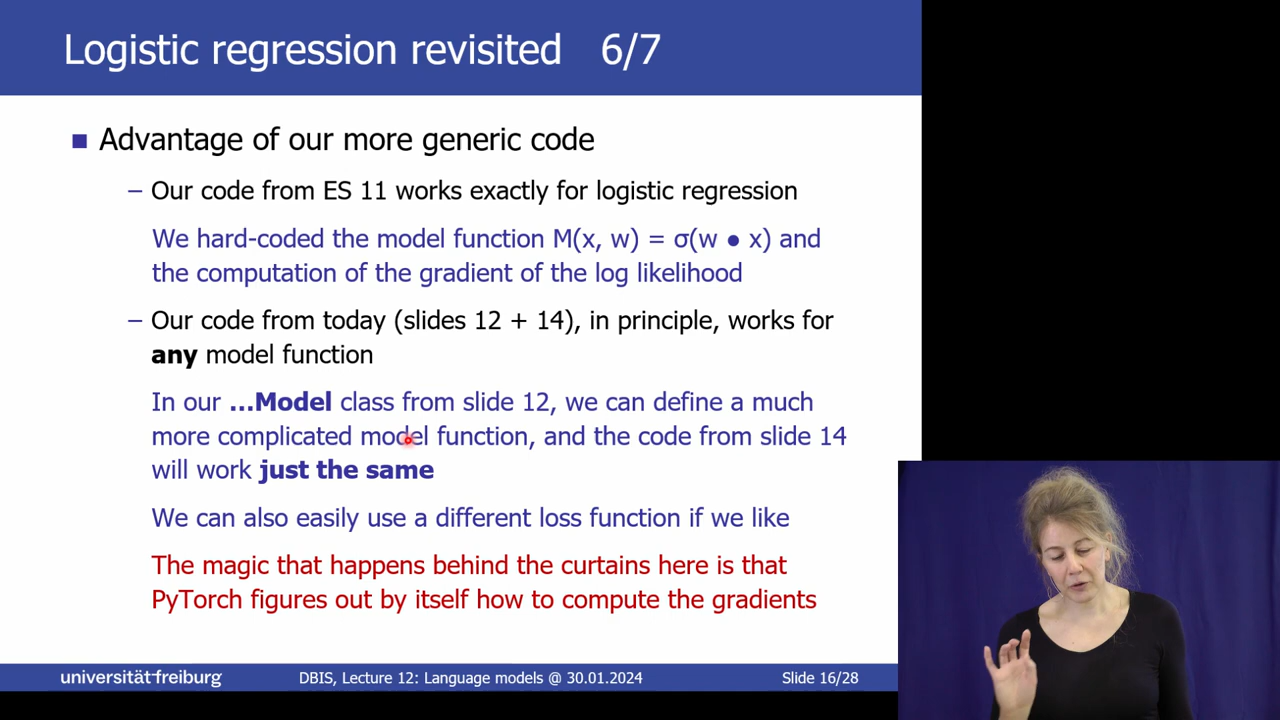 Logistic regression revisited 6/7
■ Advantage of our more generic code
– Our code from ES 11 works exactly for logistic regression
We hard-coded the model function M(x, w) = σ(w ● x) and
the computation of the gradient of the log likelihood
– Our code from today (slides 12 + 14), in principle, works for
any model function
In our …Model class from slide 12, we can define a much
more complicated model function, and the code from slide 14
will work just the same
We can also easily use a different loss function if we like
The magic that happens behind the curtains here is that
PyTorch figures out by itself how to compute the gradients
universität freiburg
DBIS, Lecture 12: Language models @ 30.01.2024
Slide 16/28